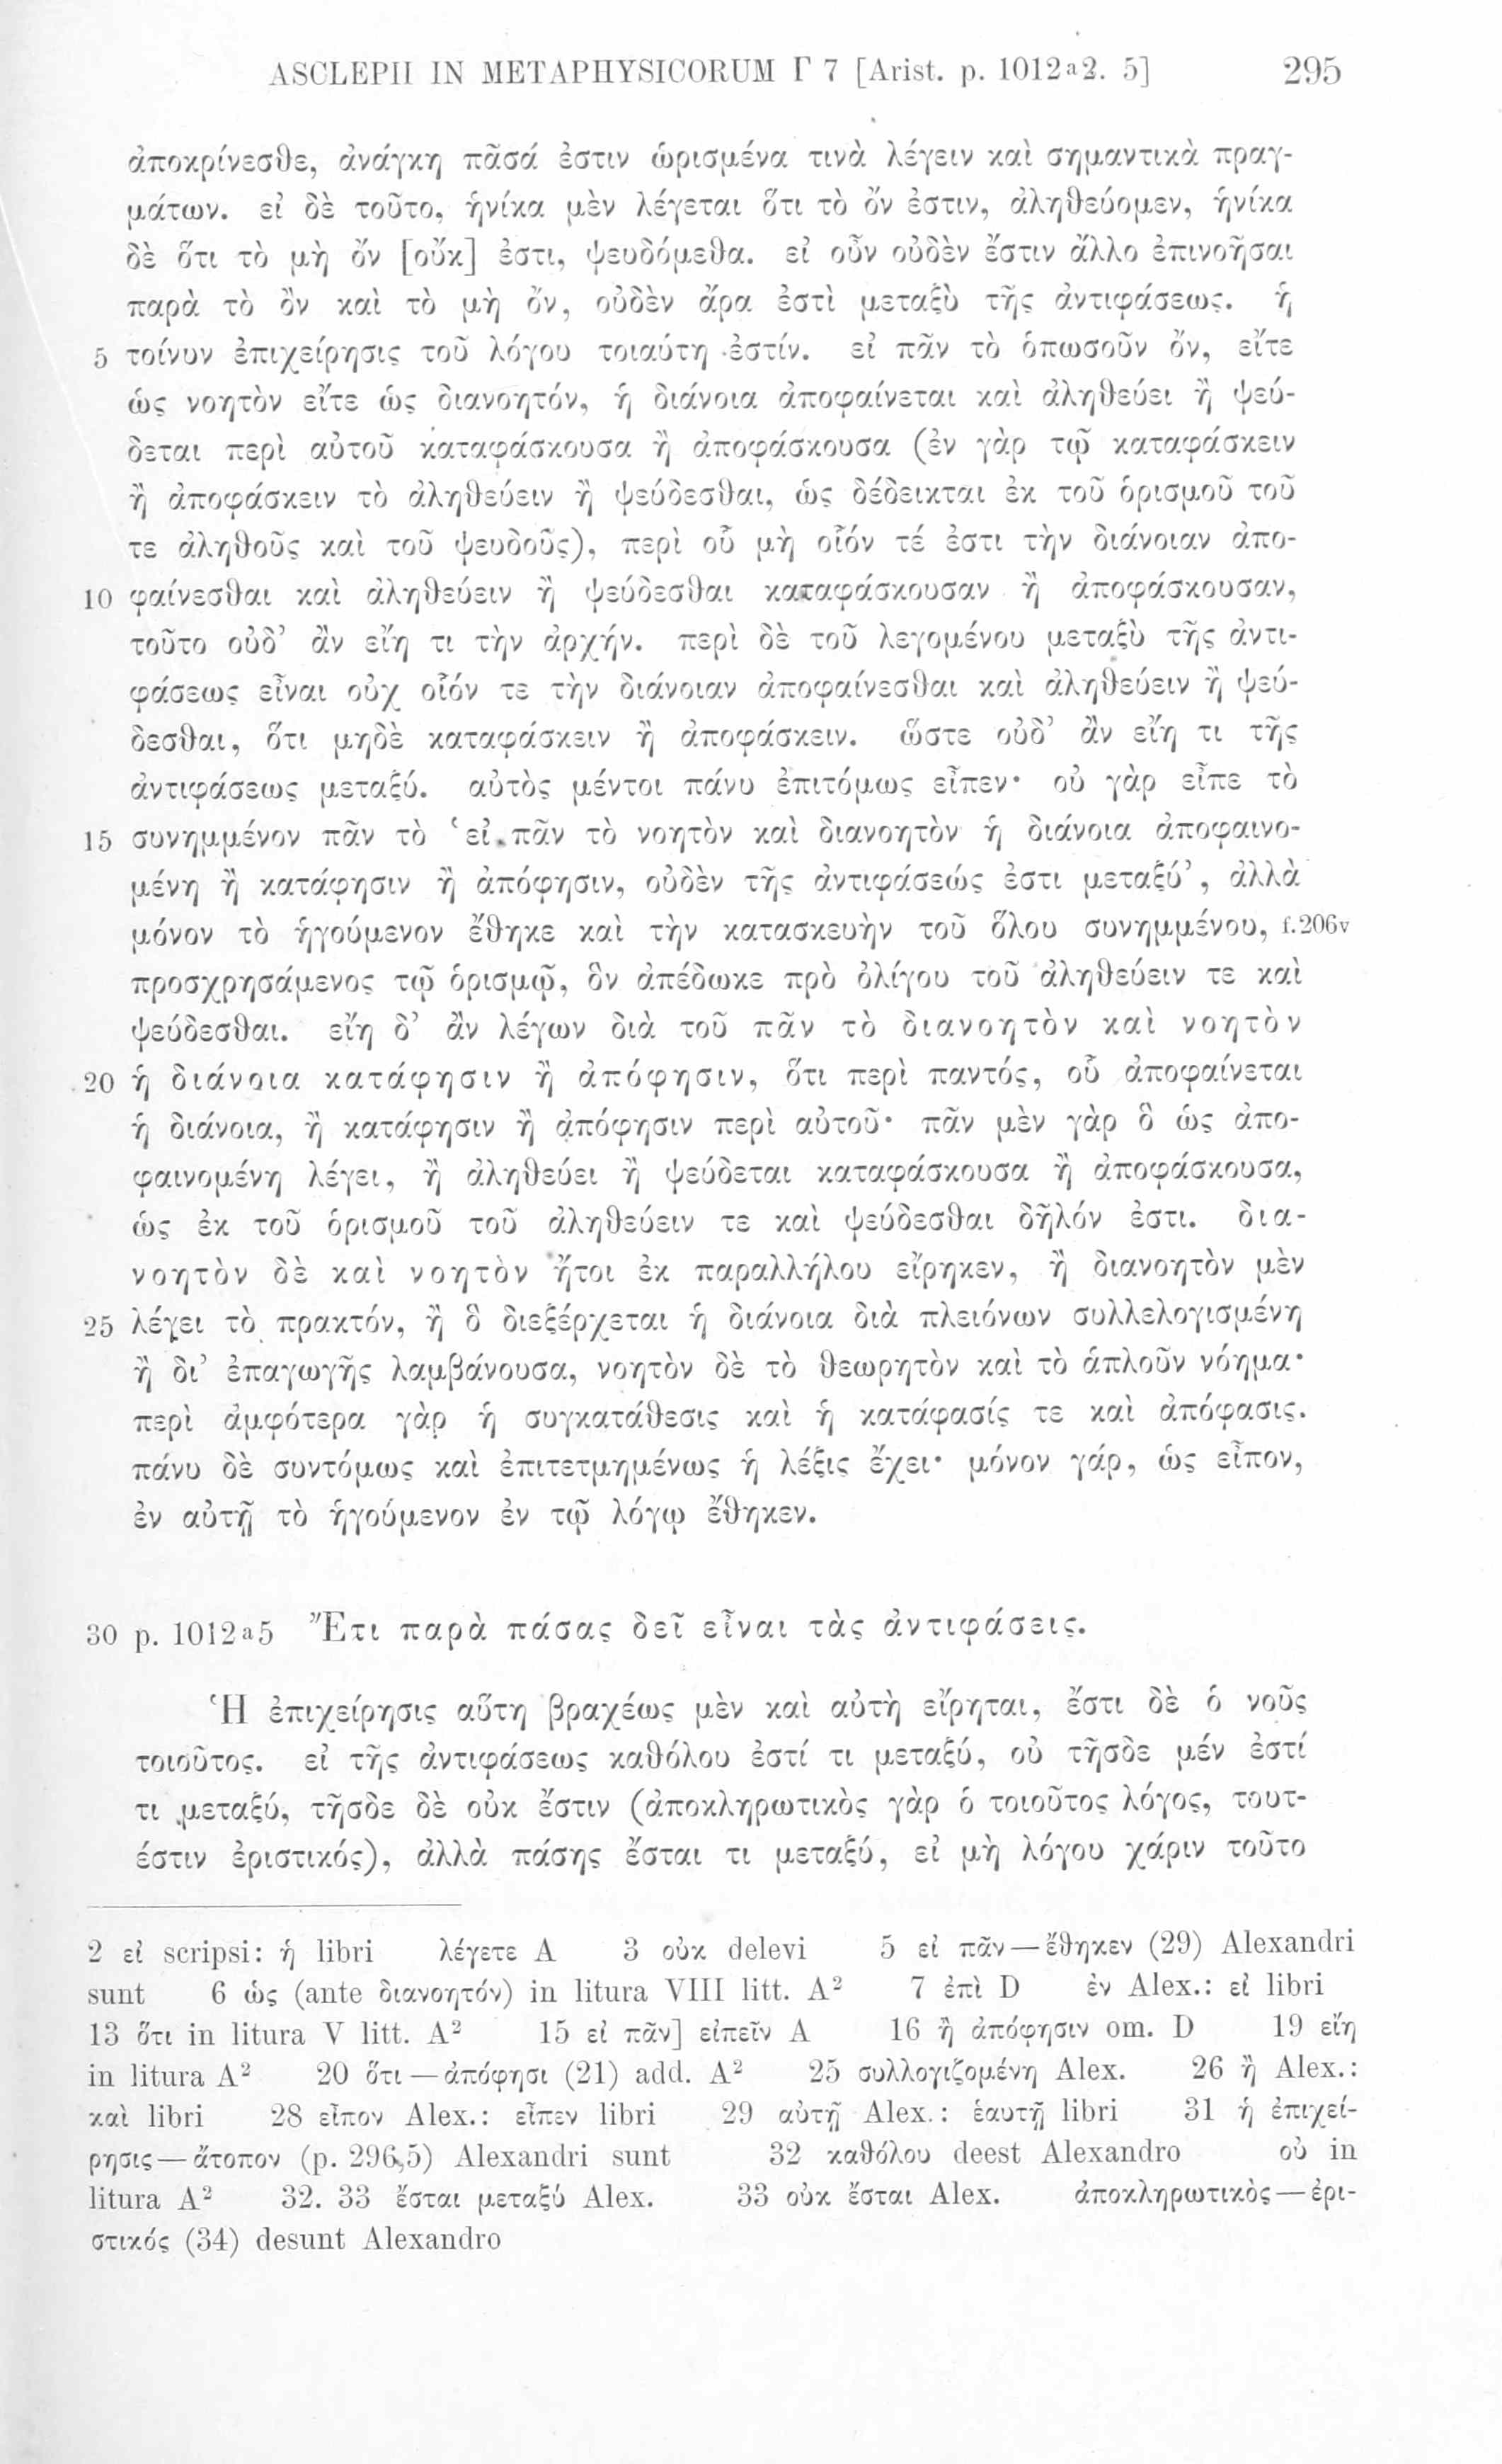 ASCLEPII IN METAPHYSICORUM Γ 7 [Arist. p. 1012ᵃ2. 5] 295
ἀποκρίνεσθε, ἀνάγκη πᾶσά ἐστιν ὡρισμένα τινὰ λέγειν καὶ σημαντικὰ πραγ-
μάτων. εἰ δὲ τοῦτο, ἡνίκα μὲν λέγεται ὅτι τὸ ὄν ἐστιν, ἀληθεύομεν, ἡνίκα
δὲ ὅτι τὸ μὴ ὄν [οὔκ] ἐστι, ψευδόμεθα. εἰ οὖν οὐδὲν ἔστιν ἄλλο ἐπινοῆσαι
παρὰ τὸ ὂν καὶ τὸ μὴ ὄν, οὐδὲν ἄρα ἐστὶ μεταξὺ τῆς ἀντιφάσεως. ἡ
5 τοίνυν ἐπιχείρησις τοῦ λόγου τοιαύτη ἐστίν. εἰ πᾶν τὸ ὁπωσοῦν ὄν, εἴτε
ὡς νοητὸν εἴτε ὡς διανοητόν, ἡ διάνοια ἀποφαίνεται καὶ ἀληθεύει ἢ ψεύ-
δεται περὶ αὐτοῦ καταφάσκουσα ἢ ἀποφάσκουσα (ἐν γὰρ τῷ καταφάσκειν
ἢ ἀποφάσκειν τὸ ἀληθεύειν ἢ ψεύδεσθαι, ὡς δέδεικται ἐκ τοῦ ὁρισμοῦ τοῦ
τε ἀληθοῦς καὶ τοῦ ψευδοῦς), περὶ οὗ μὴ οἷόν τέ ἐστι τὴν διάνοιαν ἀπο-
10 φαίνεσθαι καὶ ἀληθεύειν ἢ ψεύδεσθαι καταφάσκουσαν ἢ ἀποφάσκουσαν,
τοῦτο οὐδ’ ἂν εἴη τι τὴν ἀρχήν. περὶ δὲ τοῦ λεγομένου μεταξὺ τῆς ἀντι-
φάσεως εἶναι οὐχ οἷόν τε τὴν διάνοιαν ἀποφαίνεσθαι καὶ ἀληθεύειν ἢ ψεύ-
δεσθαι, ὅτι μηδὲ καταφάσκειν ἢ ἀποφάσκειν. ὥστε οὐδ’ ἂν εἴη τι τῆς
ἀντιφάσεως μεταξύ. αὐτὸς μέντοι πάνυ ἐπιτόμως εἶπεν· οὐ γὰρ εἶπε τὸ
15 συνημμένον πᾶν τὸ ‘εἰ πᾶν τὸ νοητὸν καὶ διανοητὸν ἡ διάνοια ἀποφαινο-
μένη ἢ κατάφησιν ἢ ἀπόφησιν, οὐδὲν τῆς ἀντιφάσεώς ἐστι μεταξύ’, ἀλλὰ
μόνον τὸ ἡγούμενον ἔθηκε καὶ τὴν κατασκευὴν τοῦ ὅλου συνημμένου, f.206v
προσχρησάμενος τῷ ὁρισμῷ, ὃν ἀπέδωκε πρὸ ὀλίγου τοῦ ἀληθεύειν τε καὶ
ψεύδεσθαι. εἴη δ’ ἂν λέγων διὰ τοῦ πᾶν τὸ διανοητὸν καὶ νοητὸν
20 ἡ διάνοια κατάφησιν ἢ ἀπόφησιν, ὅτι περὶ παντός, οὗ ἀποφαίνεται
ἡ διάνοια, ἢ κατάφησιν ἢ ἀπόφησιν περὶ αὐτοῦ· πᾶν μὲν γὰρ ὃ ὡς ἀπο-
φαινομένη λέγει, ἢ ἀληθεύει ἢ ψεύδεται καταφάσκουσα ἢ ἀποφάσκουσα,
ὡς ἐκ τοῦ ὁρισμοῦ τοῦ ἀληθεύειν τε καὶ ψεύδεσθαι δῆλόν ἐστι. δια-
νοητὸν δὲ καὶ νοητὸν ἤτοι ἐκ παραλλήλου εἴρηκεν, ἢ διανοητὸν μὲν
25 λέγει τὸ πρακτόν, ἢ ὃ διεξέρχεται ἡ διάνοια διὰ πλειόνων συλλελογισμένη
ἢ δι’ ἐπαγωγῆς λαμβάνουσα, νοητὸν δὲ τὸ θεωρητὸν καὶ τὸ ἁπλοῦν νόημα·
περὶ ἀμφότερα γὰρ ἡ συγκατάθεσις καὶ ἡ κατάφασίς τε καὶ ἀπόφασις.
πάνυ δὲ συντόμως καὶ ἐπιτετμημένως ἡ λέξις ἔχει· μόνον γάρ, ὡς εἶπον,
ἐν αὐτῇ τὸ ἡγούμενον ἐν τῷ λόγῳ ἔθηκεν.
30 p. 1012ᵃ5 Ἔτι παρὰ πάσας δεῖ εἶναι τὰς ἀντιφάσεις.
Ἡ ἐπιχείρησις αὕτη βραχέως μὲν καὶ αὐτὴ εἴρηται, ἔστι δὲ ὁ νοῦς
τοιοῦτος. εἰ τῆς ἀντιφάσεως καθόλου ἐστί τι μεταξύ, οὐ τῆσδε μέν ἐστί
τι μεταξύ, τῆσδε δὲ οὐκ ἔστιν (ἀποκληρωτικὸς γὰρ ὁ τοιοῦτος λόγος, τουτ-
έστιν ἐριστικός), ἀλλὰ πάσης ἔσται τι μεταξύ, εἰ μὴ λόγου χάριν τοῦτο
2 εἰ scripsi: ἡ libri λέγετε A 3 οὐκ delevi 5 εἰ πᾶν — ἔθηκεν (29) Alexandri
sunt 6 ὡς (ante διανοητόν) in litura VIII litt. A² 7 ἐπὶ D ἐν Alex.: εἰ libri
13 ὅτι in litura V litt. A² 15 εἰ πᾶν] εἰπεῖν A 16 ἢ ἀπόφησιν om. D 19 εἴη
in litura A² 20 ὅτι — ἀπόφησι (21) add. A² 25 συλλογιζομένη Alex. 26 ἢ Alex.:
καὶ libri 28 εἶπον Alex.: εἶπεν libri 29 αὐτῇ Alex.: ἑαυτῇ libri 31 ἡ ἐπιχεί-
ρησις — ἄτοπον (p. 296,5) Alexandri sunt 32 καθόλου deest Alexandro οὐ in
litura A² 32. 33 ἔσται μεταξύ Alex. 33 οὐκ ἔσται Alex. ἀποκληρωτικὸς — ἐρι-
στικός (34) desunt Alexandro